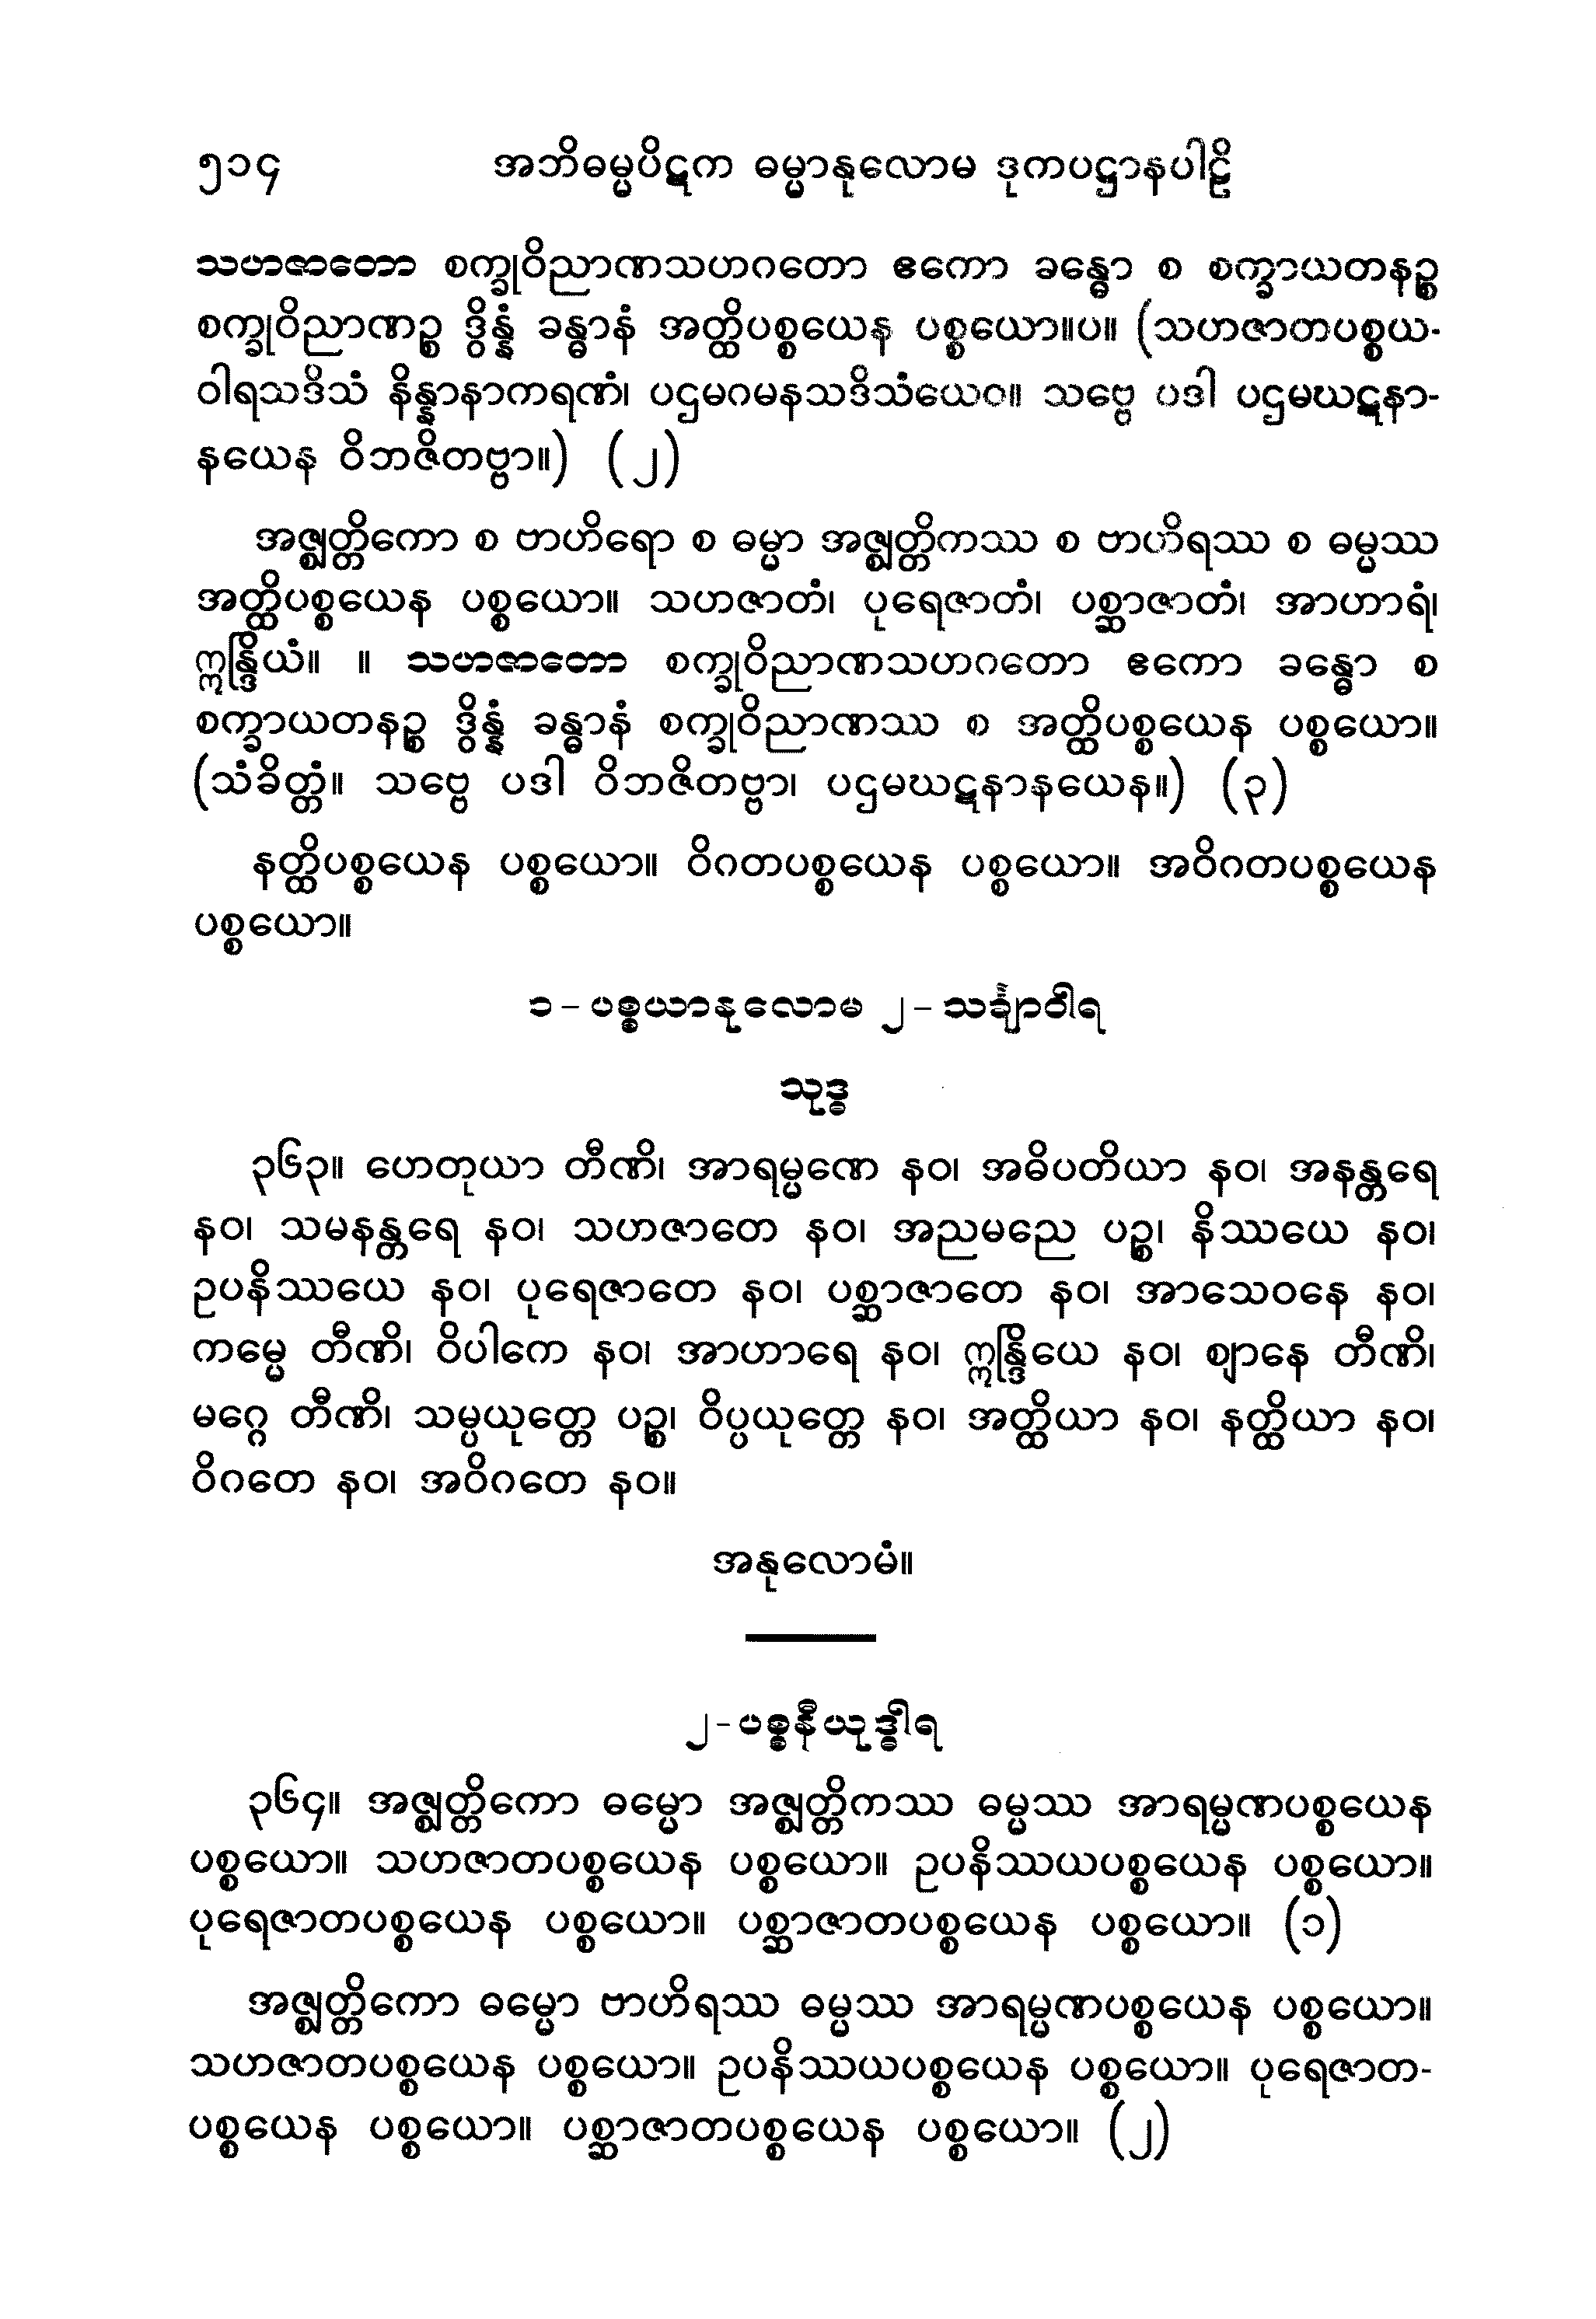 ၅၁၄ အဘိဓမ္မပိဋက ဓမ္မာနုလောမ ဒုကပဋ္ဌာနပါဠိ
သဟဇာတော စက္ခုဝိညာဏသဟဂတော ဧကော ခန္ဓော စ စက္ခာယတနဉ္စ
စက္ခုဝိညာဏဉ္စ ဒွိန္နံ ခန္ဓာနံ အတ္ထိပစ္စယေန ပစ္စယော။ပ။ (သဟဇာတပစ္စယ-
ဝါရသဒိသံ နိန္နာနာကရဏံ၊ ပဌမဂမနသဒိသံယေဝ။ သဗ္ဗေ ပဒါ ပဌမဃဋနာ-
နယေန ဝိဘဇိတဗ္ဗာ။) (၂)
အဇ္ဈတ္တိကော စ ဗာဟိရော စ ဓမ္မာ အဇ္ဈတ္တိကဿ စ ဗာဟိရဿ စ ဓမ္မဿ
အတ္ထိပစ္စယေန ပစ္စယော။ သဟဇာတံ၊ ပုရေဇာတံ၊ ပစ္ဆာဇာတံ၊ အာဟာရံ၊
ဣန္ဒြိယံ။ ။ သဟဇာတော စက္ခုဝိညာဏသဟဂတော ဧကော ခန္ဓော စ
စက္ခာယတနဉ္စ ဒွိန္နံ ခန္ဓာနံ စက္ခုဝိညာဏဿ စ အတ္ထိပစ္စယေန ပစ္စယော။
(သံခိတ္တံ။ သဗ္ဗေ ပဒါ ဝိဘဇိတဗ္ဗာ၊ ပဌမဃဋနာနယေန။) (၃)
နတ္ထိပစ္စယေန ပစ္စယော။ ဝိဂတပစ္စယေန ပစ္စယော။ အဝိဂတပစ္စယေန
ပစ္စယော။
၁ – ပစ္စယာနုလောမ ၂ – သင်္ချာဝါရ
သုဒ္ဓ
၃၆၃။ ဟေတုယာ တီဏိ၊ အာရမ္မဏေ နဝ၊ အဓိပတိယာ နဝ၊ အနန္တရေ
နဝ၊ သမနန္တရေ နဝ၊ သဟဇာတေ နဝ၊ အညမညေ ပဉ္စ၊ နိဿယေ နဝ၊
ဥပနိဿယေ နဝ၊ ပုရေဇာတေ နဝ၊ ပစ္ဆာဇာတေ နဝ၊ အာသေဝနေ နဝ၊
ကမ္မေ တီဏိ၊ ဝိပါကေ နဝ၊ အာဟာရေ နဝ၊ ဣန္ဒြိယေ နဝ၊ ဈာနေ တီဏိ၊
မဂ္ဂေ တီဏိ၊ သမ္ပယုတ္တေ ပဉ္စ၊ ဝိပ္ပယုတ္တေ နဝ၊ အတ္ထိယာ နဝ၊ နတ္ထိယာ နဝ၊
ဝိဂတေ နဝ၊ အဝိဂတေ နဝ။
အနုလောမံ။
၂-ပစ္စနီယုဒ္ဓါရ
၃၆၄။ အဇ္ဈတ္တိကော ဓမ္မော အဇ္ဈတ္တိကဿ ဓမ္မဿ အာရမ္မဏပစ္စယေန
ပစ္စယော။ သဟဇာတပစ္စယေန ပစ္စယော။ ဥပနိဿယပစ္စယေန ပစ္စယော။
ပုရေဇာတပစ္စယေန ပစ္စယော။ ပစ္ဆာဇာတပစ္စယေန ပစ္စယော။ (၁)
အဇ္ဈတ္တိကော ဓမ္မော ဗာဟိရဿ ဓမ္မဿ အာရမ္မဏပစ္စယေန ပစ္စယော။
သဟဇာတပစ္စယေန ပစ္စယော။ ဥပနိဿယပစ္စယေန ပစ္စယော။ ပုရေဇာတ-
ပစ္စယေန ပစ္စယော။ ပစ္ဆာဇာတပစ္စယေန ပစ္စယော။ (၂)